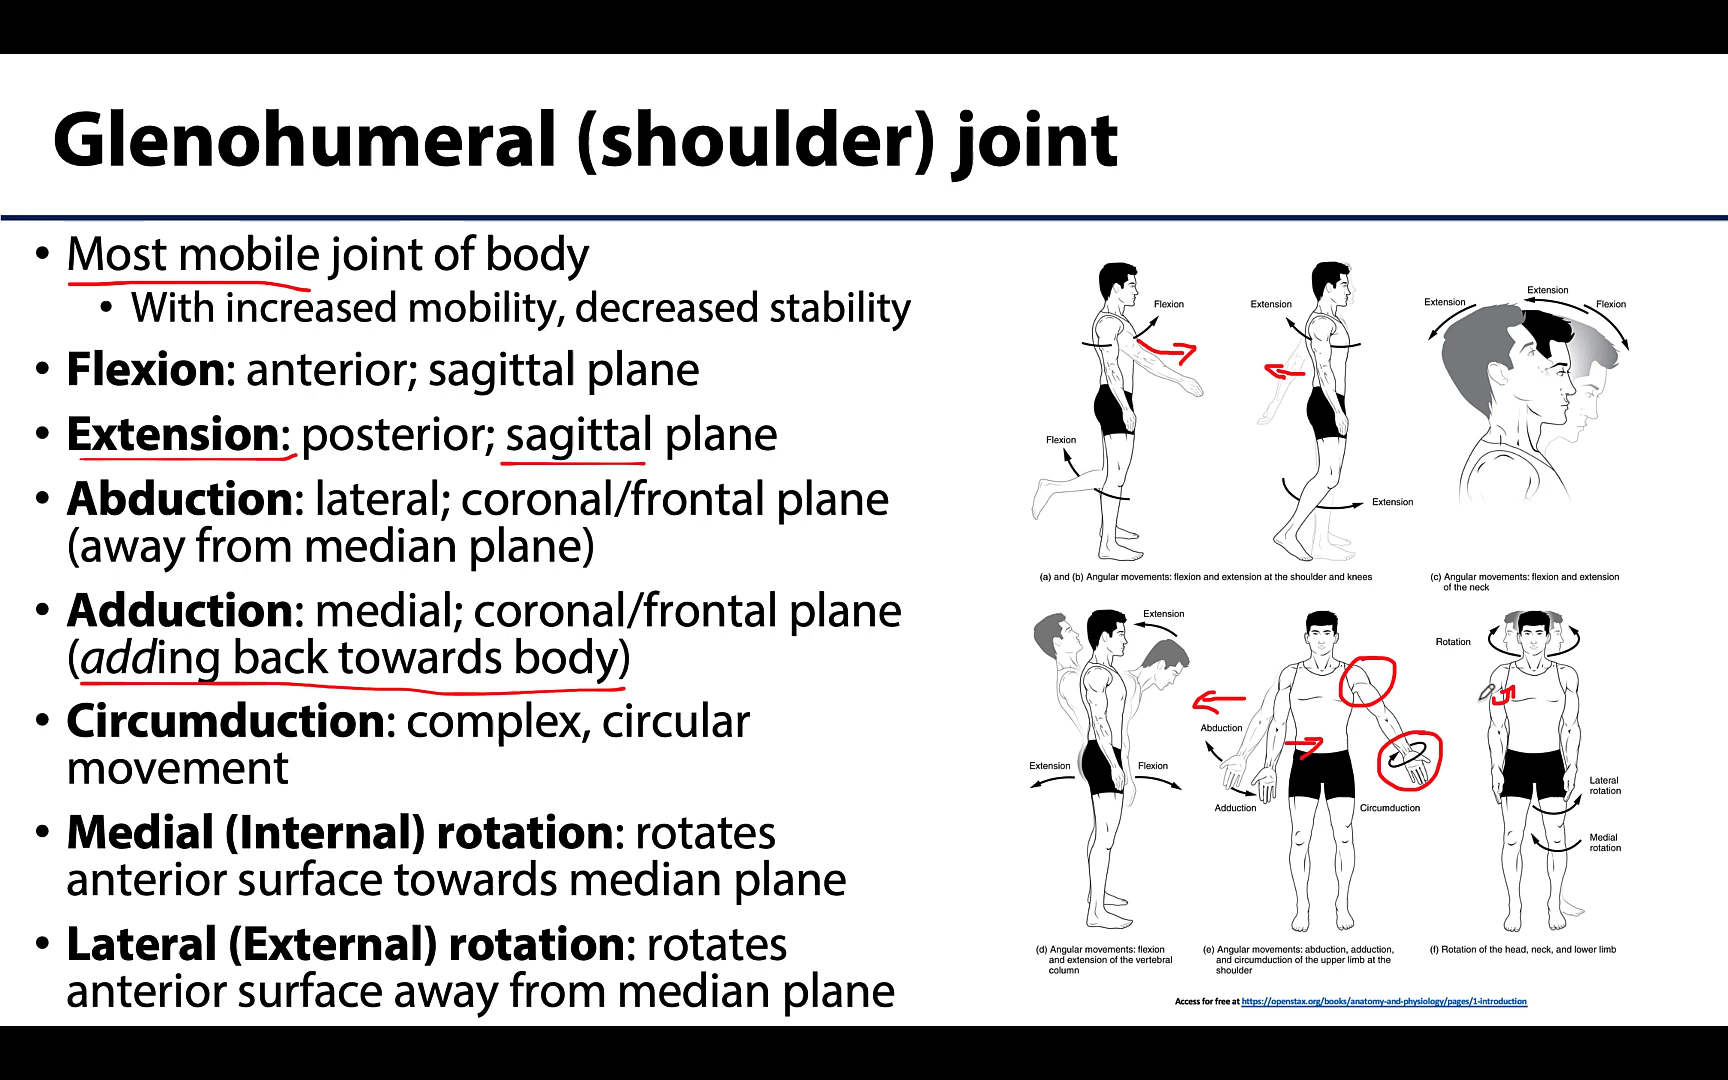 Glenohumeral (shoulder) joint
• Most mobile joint of body
• With increased mobility, decreased stability
• Flexion: anterior; sagittal plane
• Extension: posterior; sagittal plane
• Abduction: lateral; coronal/frontal plane
(away from median plane)
• Adduction: medial; coronal/frontal plane
(adding back towards body)
• Circumduction: complex, circular
movement
• Medial (Internal) rotation: rotates
anterior surface towards median plane
• Lateral (External) rotation: rotates
anterior surface away from median plane
Flexion
Extension
Extension
Extension
Flexion
Flexion
Extension
(a) and (b) Angular movements: flexion and extension at the shoulder and knees
(c) Angular movements: flexion and extension
of the neck
Extension
Extension
Flexion
Abduction
Adduction
Circumduction
Rotation
Lateral
rotation
Medial
rotation
(d) Angular movements: flexion
and extension of the vertebral
column
(e) Angular movements: abduction, adduction,
and circumduction of the upper limb at the
shoulder
(f) Rotation of the head, neck, and lower limb
Access for free at https://openstax.org/books/anatomy-and-physiology/pages/1-introduction